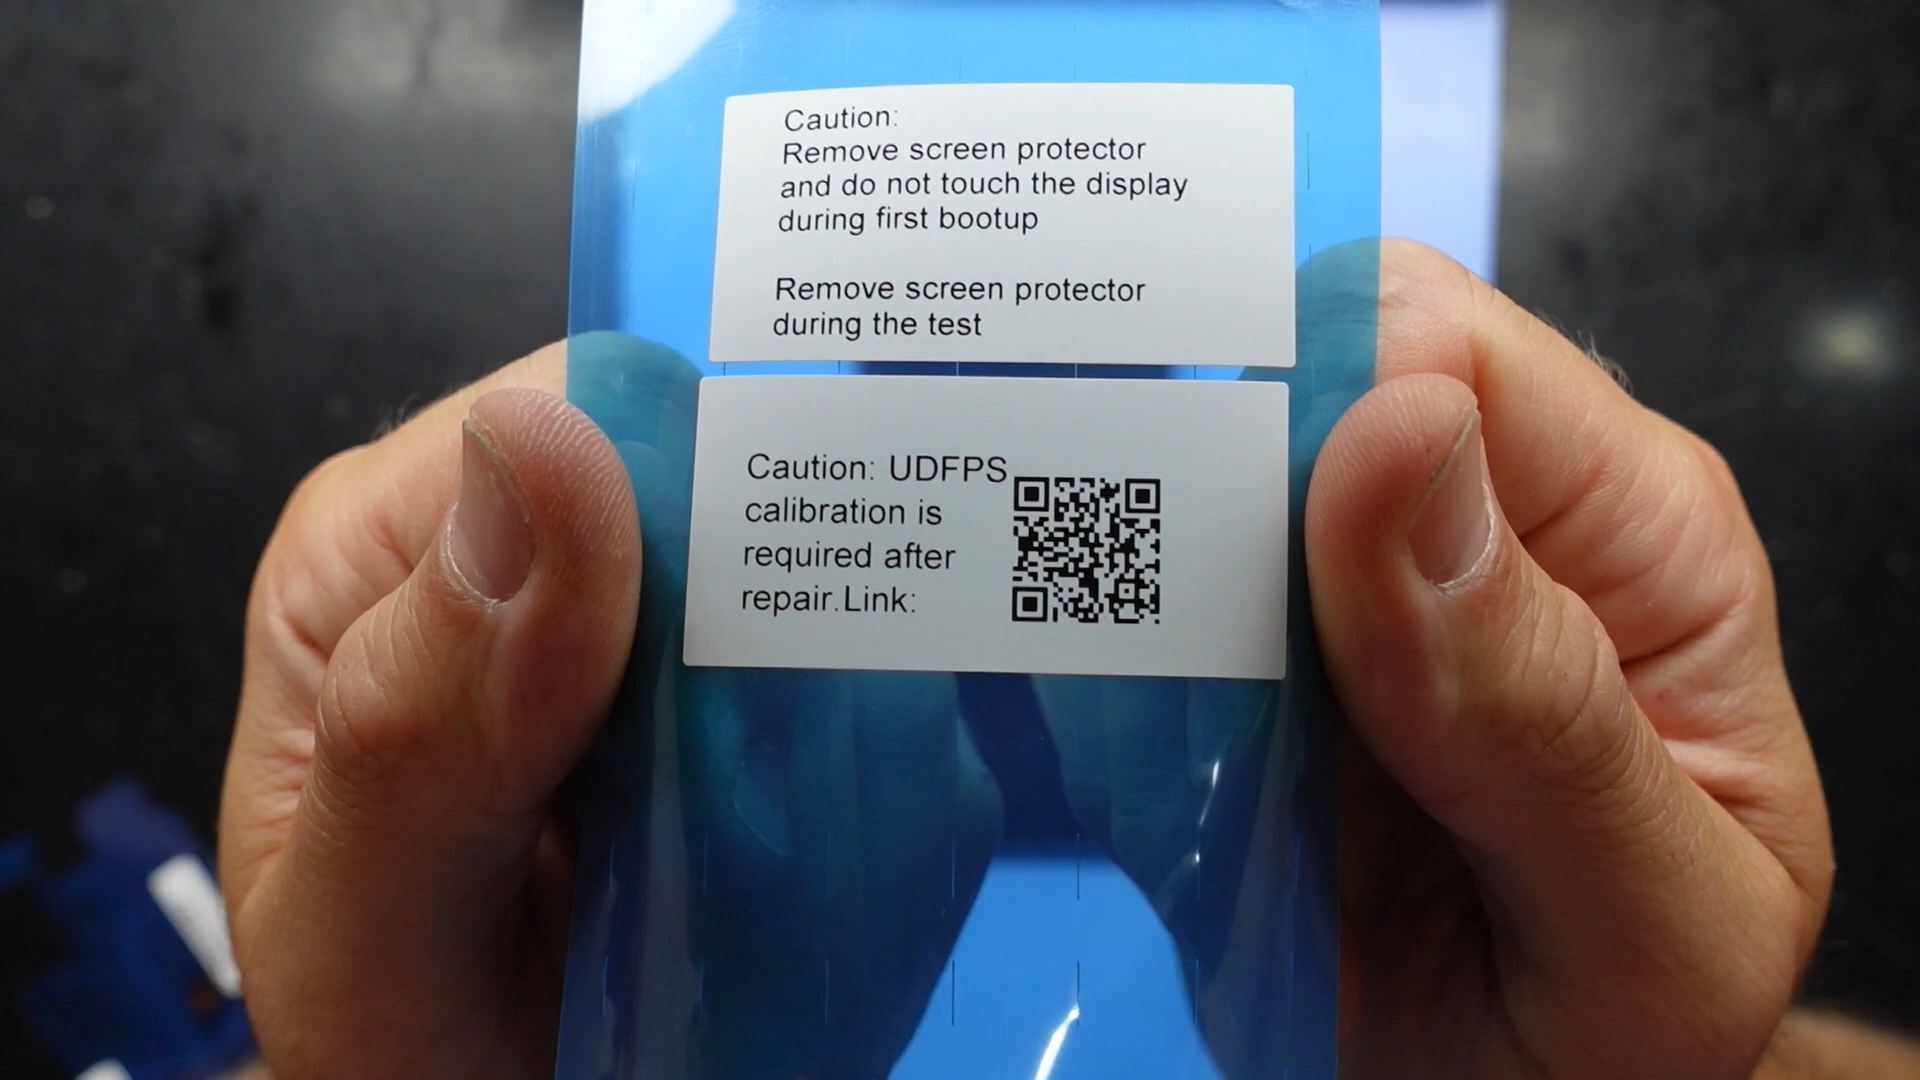 Caution:
Remove screen protector
and do not touch the display
during first bootup
Remove screen protector
during the test
Caution: UDFPS
calibration is
required after
repair.Link: